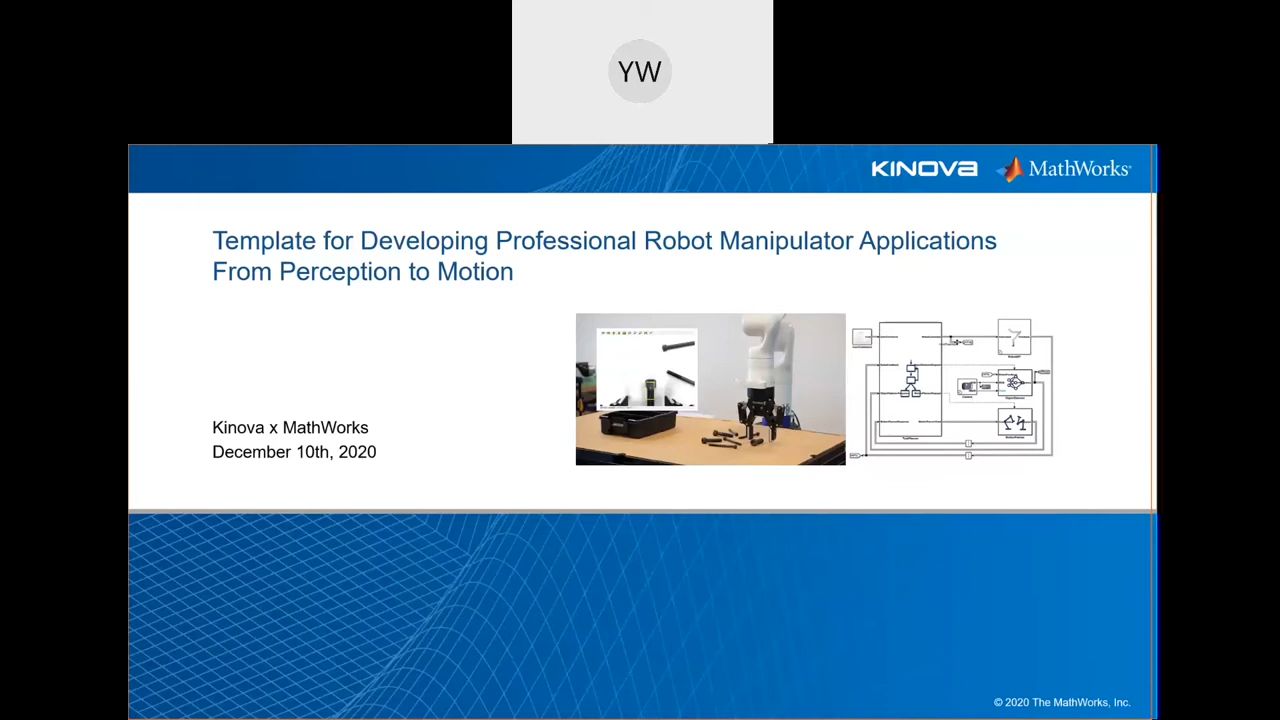 YW
KINOVA
MathWorks®
Template for Developing Professional Robot Manipulator Applications
From Perception to Motion
Kinova x MathWorks
December 10th, 2020
© 2020 The MathWorks, Inc.